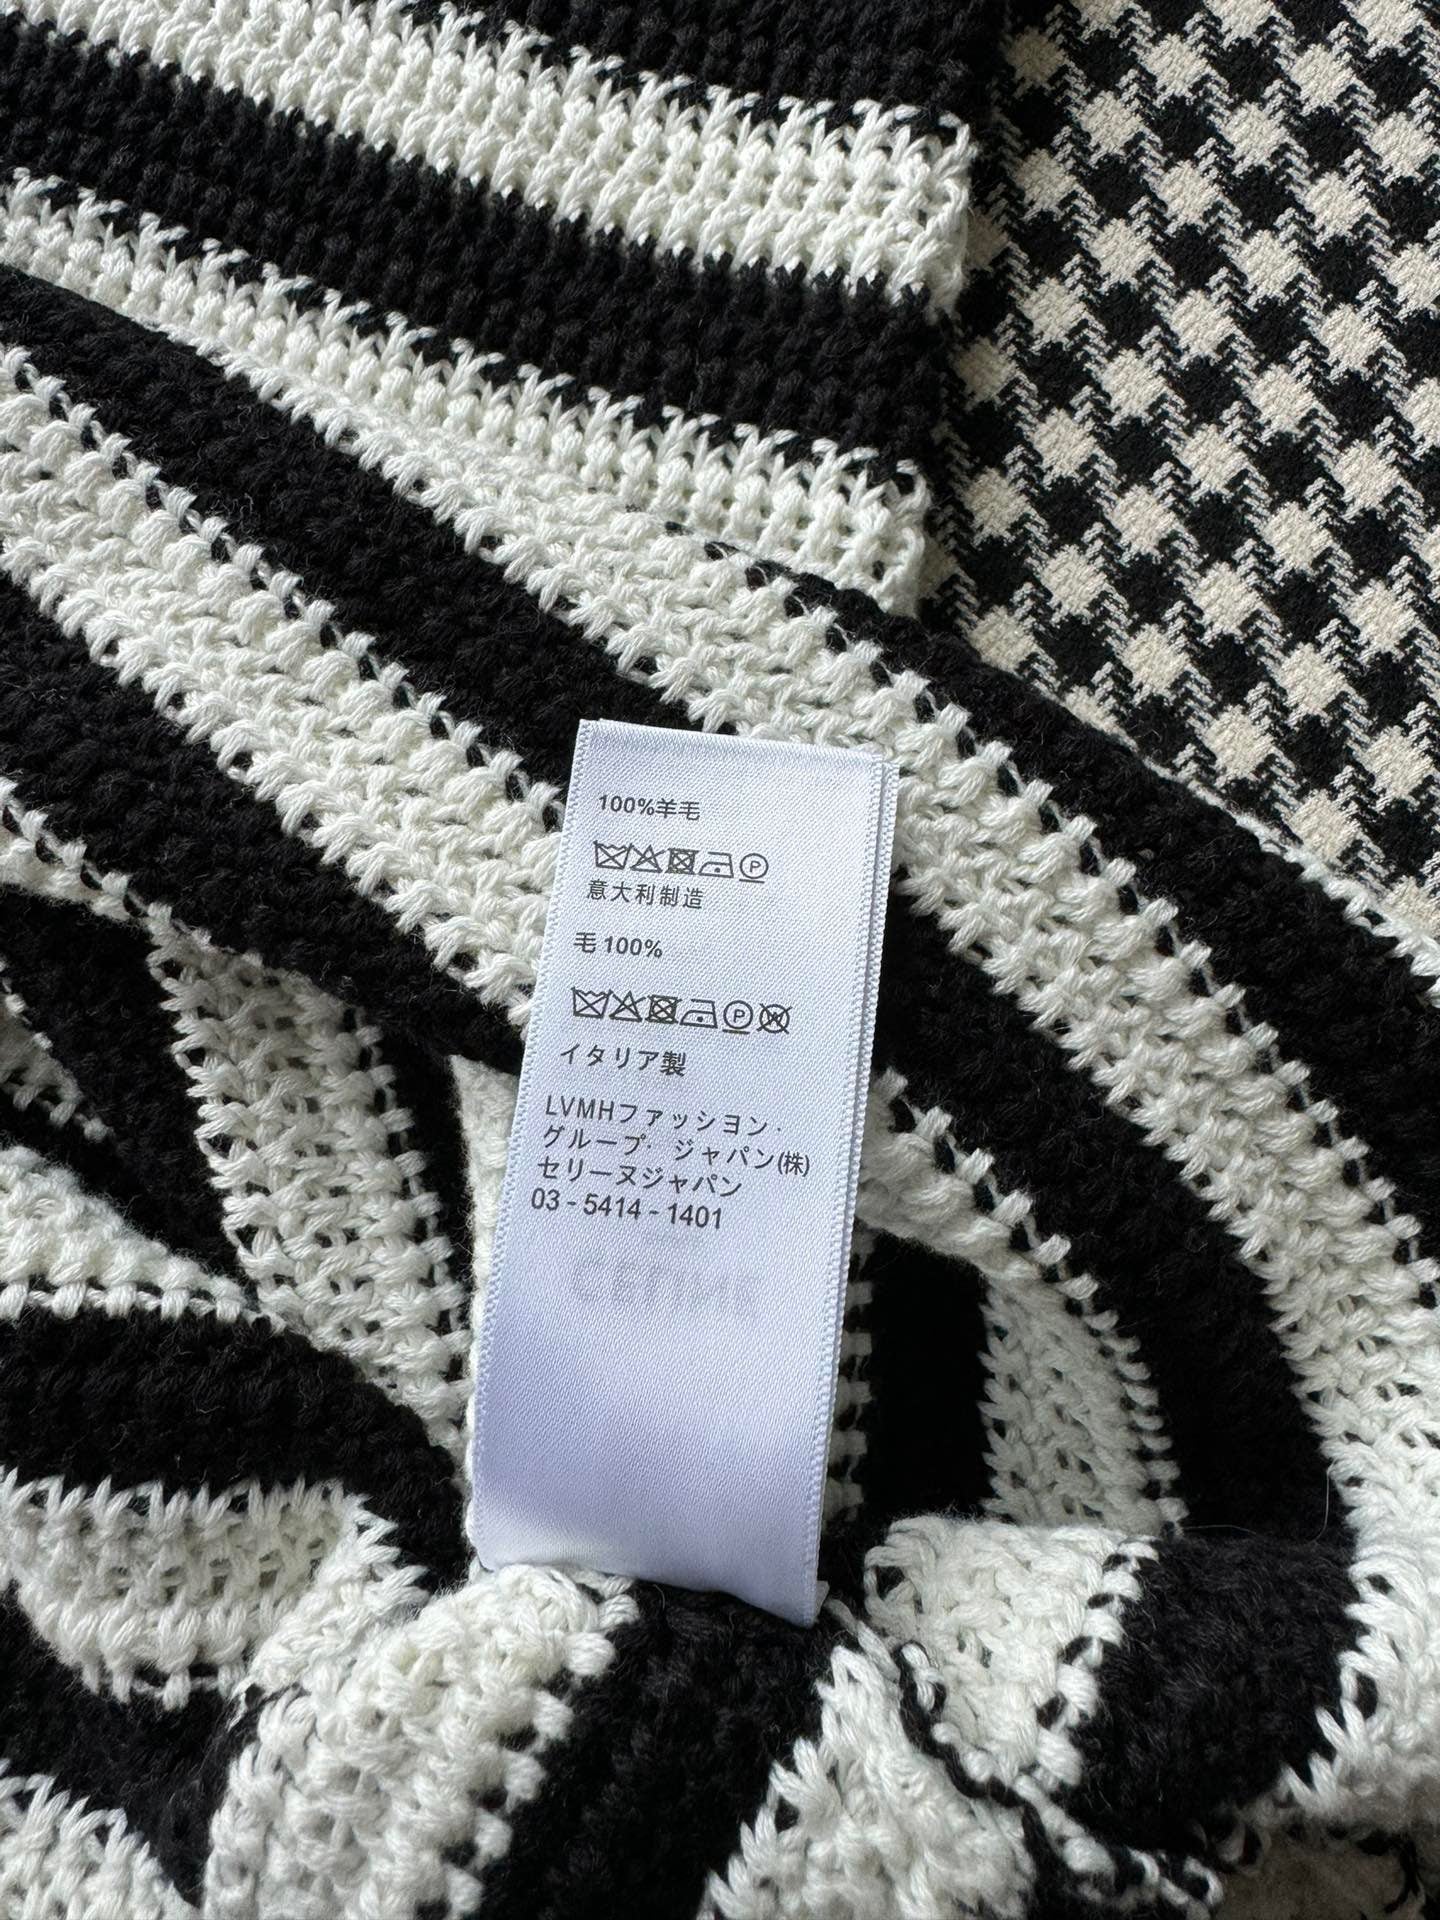 100%羊毛
意大利制造
毛 100%
イタリア製
LVMHファッション·
グループ· ジャパン(株)
セリーヌジャパン
03 - 5414 - 1401